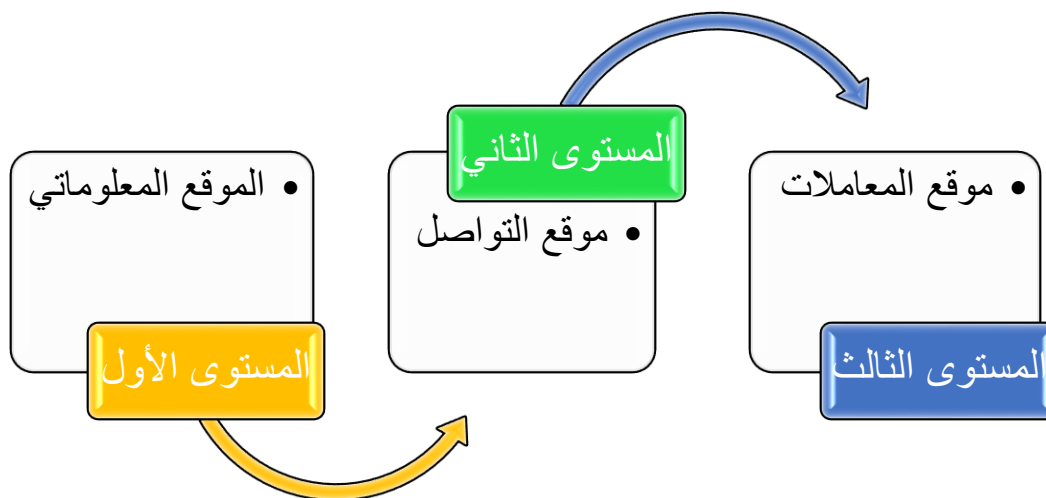 الموقع المعلوماتي
المستوى الأول
المستوى الثاني
موقع التواصل
موقع المعاملات
المستوى الثالث